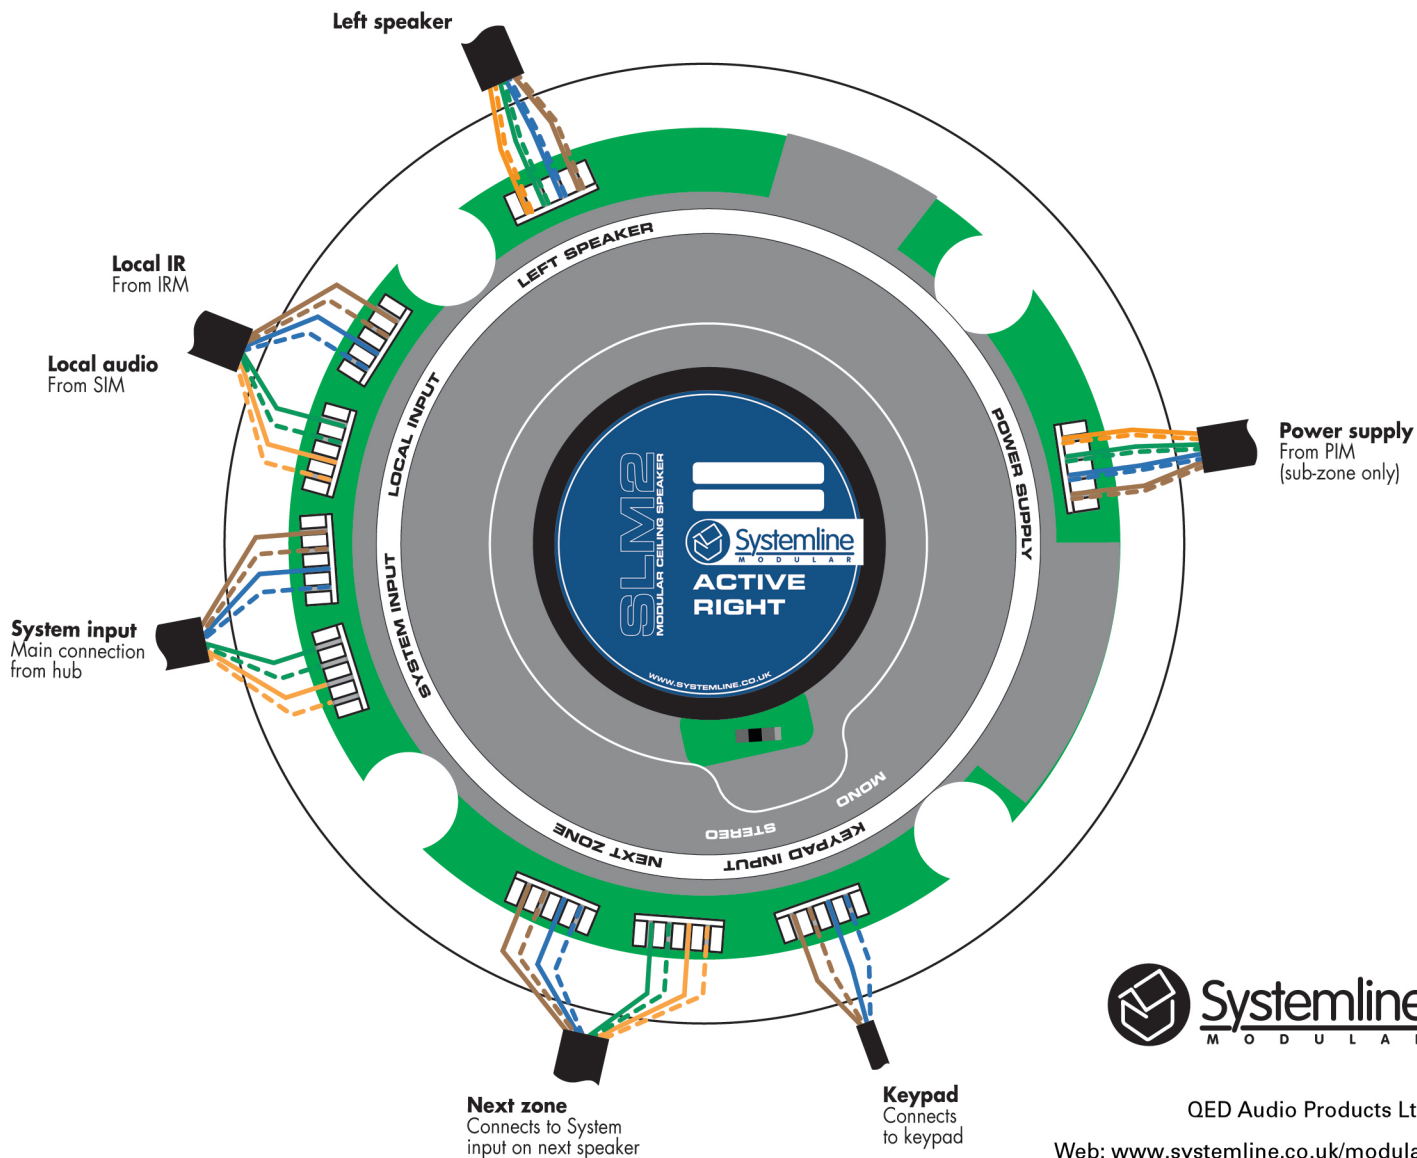 Left speaker
Local IR
From IRM
Local audio
From SIM
System input
Main connection
from hub
Power supply
From PIM
(sub-zone only)
LEFT SPEAKER
LOCAL INPUT
SYSTEM INPUT
POWER SUPPLY
SLM2
MODULAR CEILING SPEAKER
Systemline
MODULAR
ACTIVE
RIGHT
WWW.SYSTEMLINE.CO.UK
MONO
STEREO
NEXT ZONE
KEYPAD INPUT
Next zone
Connects to System
input on next speaker
Keypad
Connects
to keypad
Systemline
MODULA
QED Audio Products Lt
Web: www.systemline.co.uk/modula